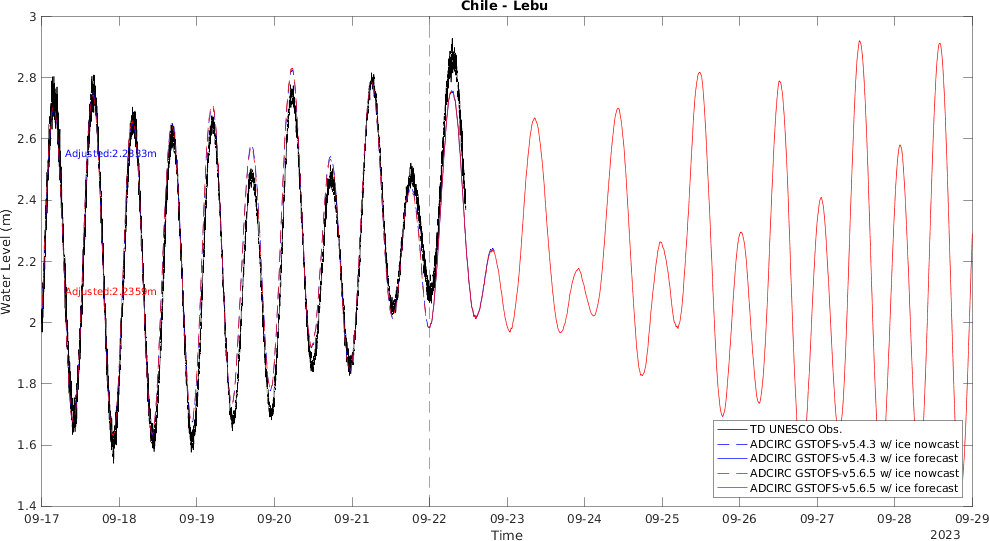 Chile - Lebu
3
2.8
2.6
2.4
2.2
2
1.8
1.6
1.4
Water Level (m)
Adjusted:2.2333m
Adjusted:2.2359m
TD UNESCO Obs.
ADCIRC GSTOFS-v5.4.3 w/ ice nowcast
ADCIRC GSTOFS-v5.4.3 w/ ice forecast
ADCIRC GSTOFS-v5.6.5 w/ ice nowcast
ADCIRC GSTOFS-v5.6.5 w/ ice forecast
09-17 09-18 09-19 09-20 09-21 09-22 09-23 09-24 09-25 09-26 09-27 09-28 09-29
Time
2023